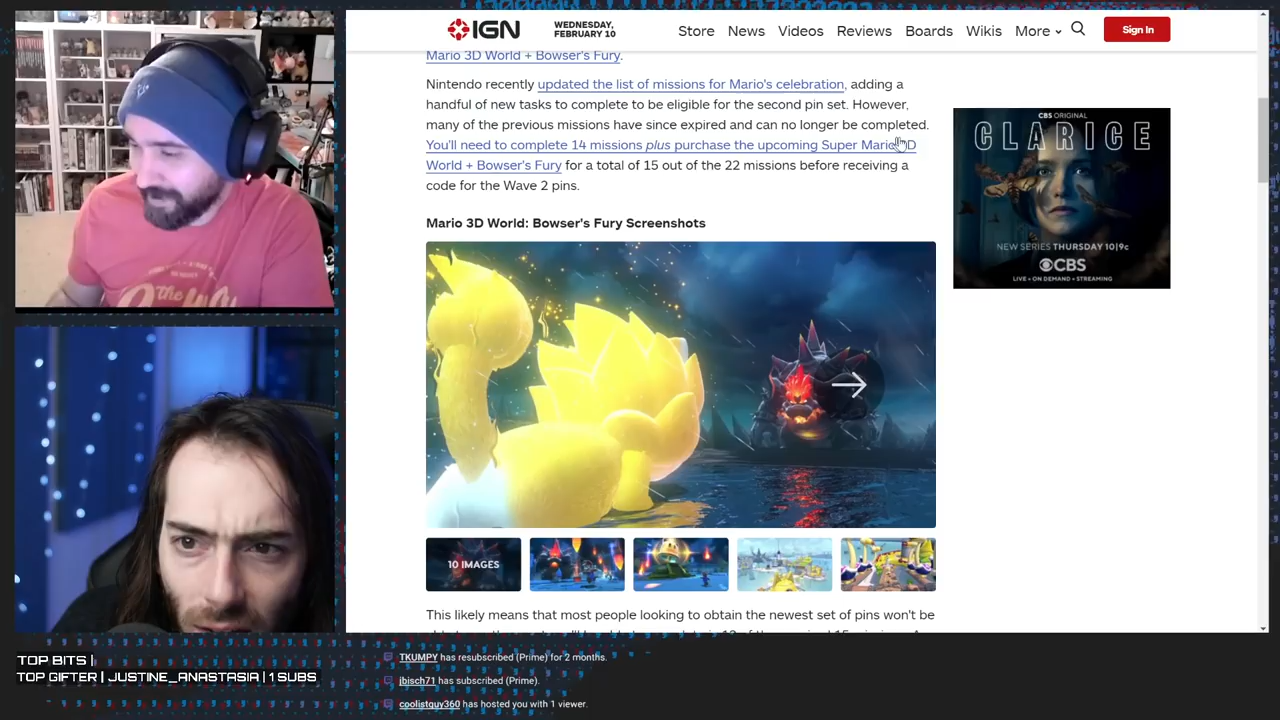 IGN
WEDNESDAY,
FEBRUARY 10
Store News Videos Reviews Boards Wikis More
Sign In
Mario 3D World + Bowser's Fury.
Nintendo recently updated the list of missions for Mario's celebration, adding a
handful of new tasks to complete to be eligible for the second pin set. However,
many of the previous missions have since expired and can no longer be completed.
You'll need to complete 14 missions plus purchase the upcoming Super Mario 3D
World + Bowser's Fury for a total of 15 out of the 22 missions before receiving a
code for the Wave 2 pins.
Mario 3D World: Bowser's Fury Screenshots
10 IMAGES
This likely means that most people looking to obtain the newest set of pins won't be
CBS ORIGINAL
CLARICE
NEW SERIES THURSDAY 10|9c
CBS
LIVE + ON DEMAND + STREAMING
TOP BITS |
TOP GIFTER | JUSTINE_ANASTASIA | 1 SUBS
TKUMPY has resubscribed (Prime) for 2 months.
jbisch71 has subscribed (Prime).
coolistguy360 has hosted you with 1 viewer.